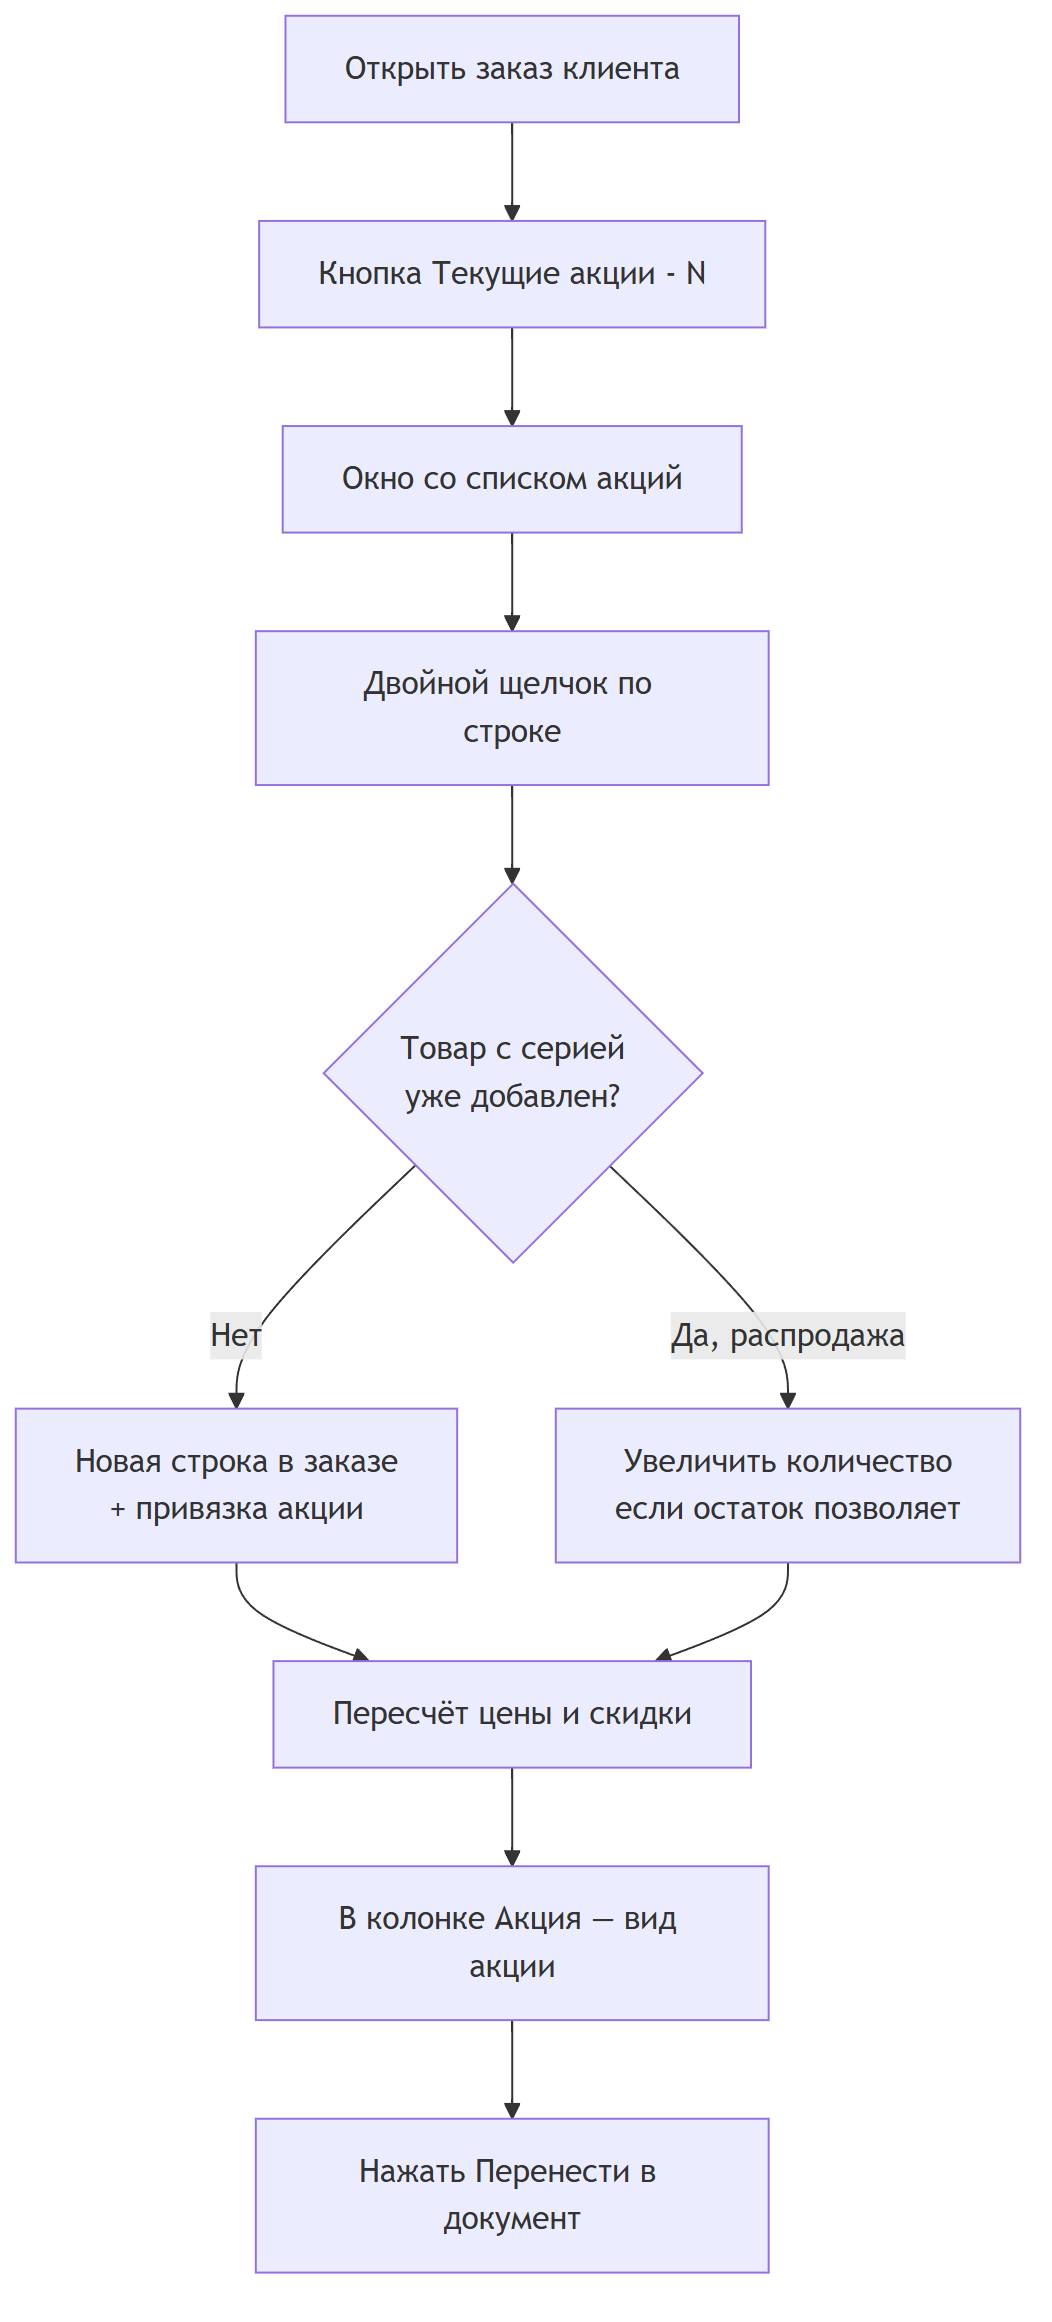 Открыть заказ клиента
Кнопка Текущие акции - N
Окно со списком акций
Двойной щелчок по
строке
Товар с серией
уже добавлен?
Нет
Да, распродажа
Новая строка в заказе
+ привязка акции
Увеличить количество
если остаток позволяет
Пересчёт цены и скидки
В колонке Акция — вид
акции
Нажать Перенести в
документ